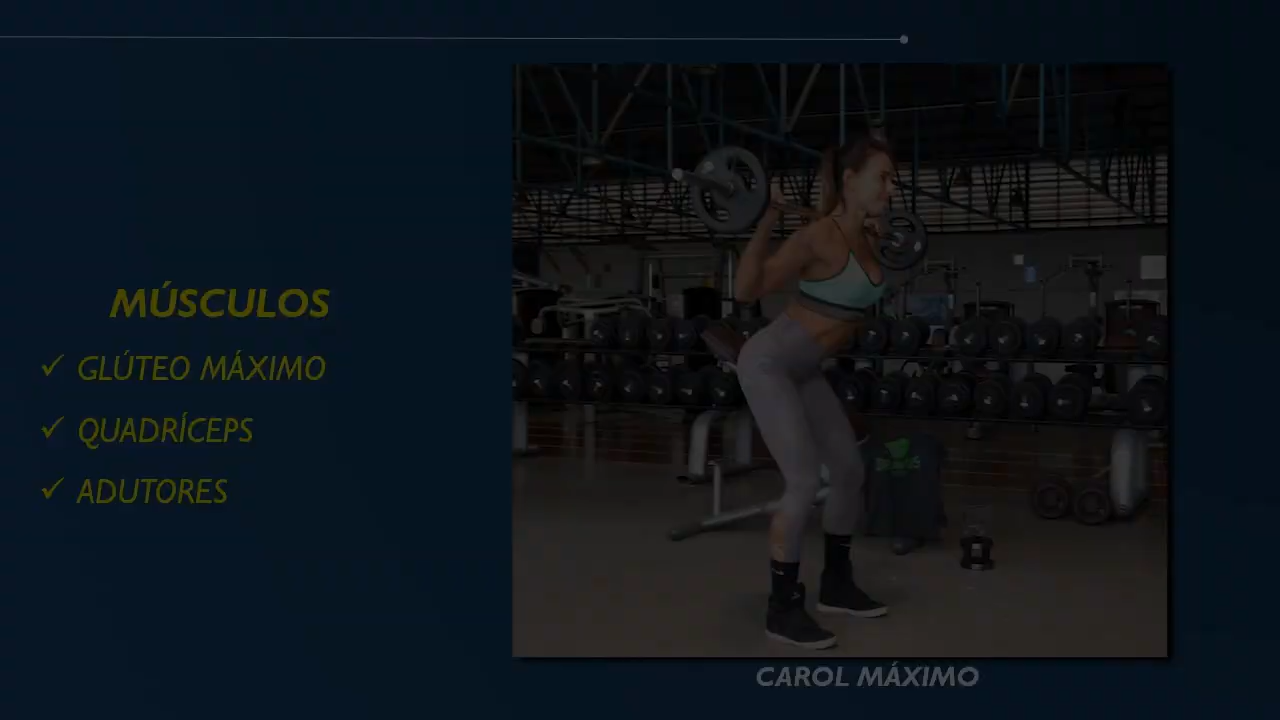 MÚSCULOS
✓ GLÚTEO MÁXIMO
✓ QUADRÍCEPS
✓ ADUTORES
CAROL MÁXIMO